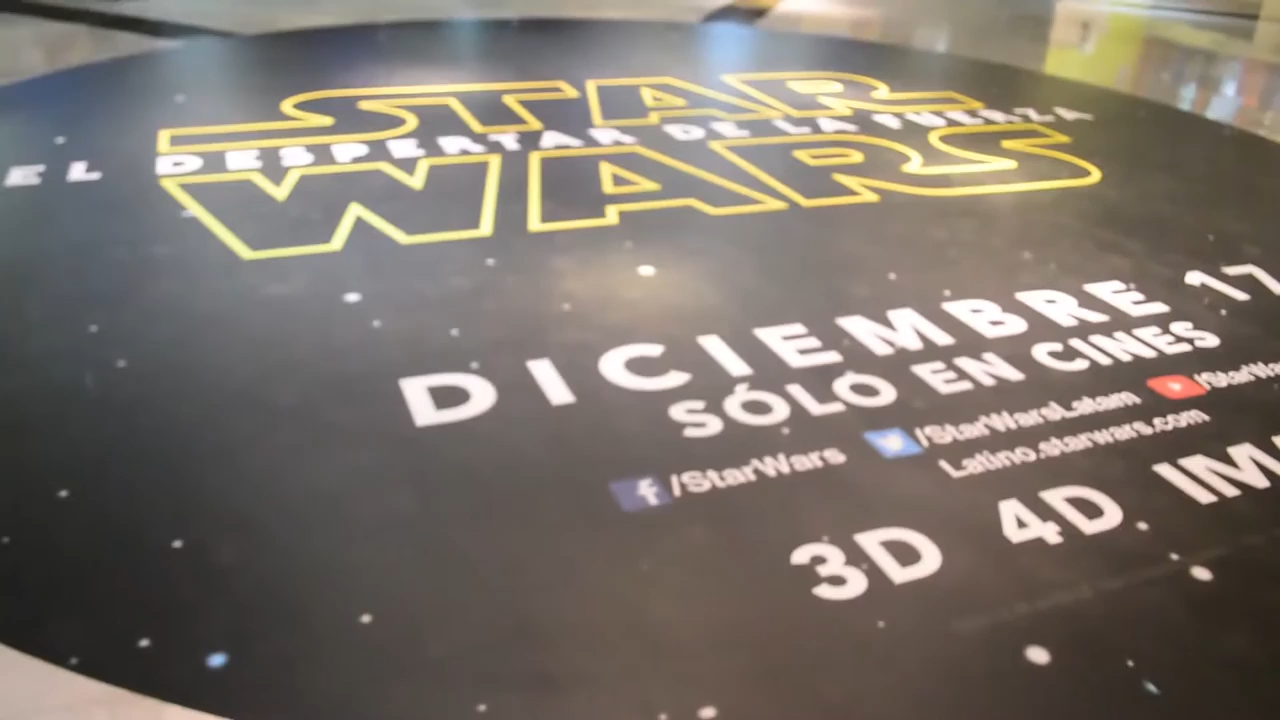 STAR
EL DESPERTAR DE LA FUERZA
WARS
DICIEMBRE 17
SÓLO EN CINES
f/StarWars /StarWarsLatam
Latino.starwars.com
3D 4D